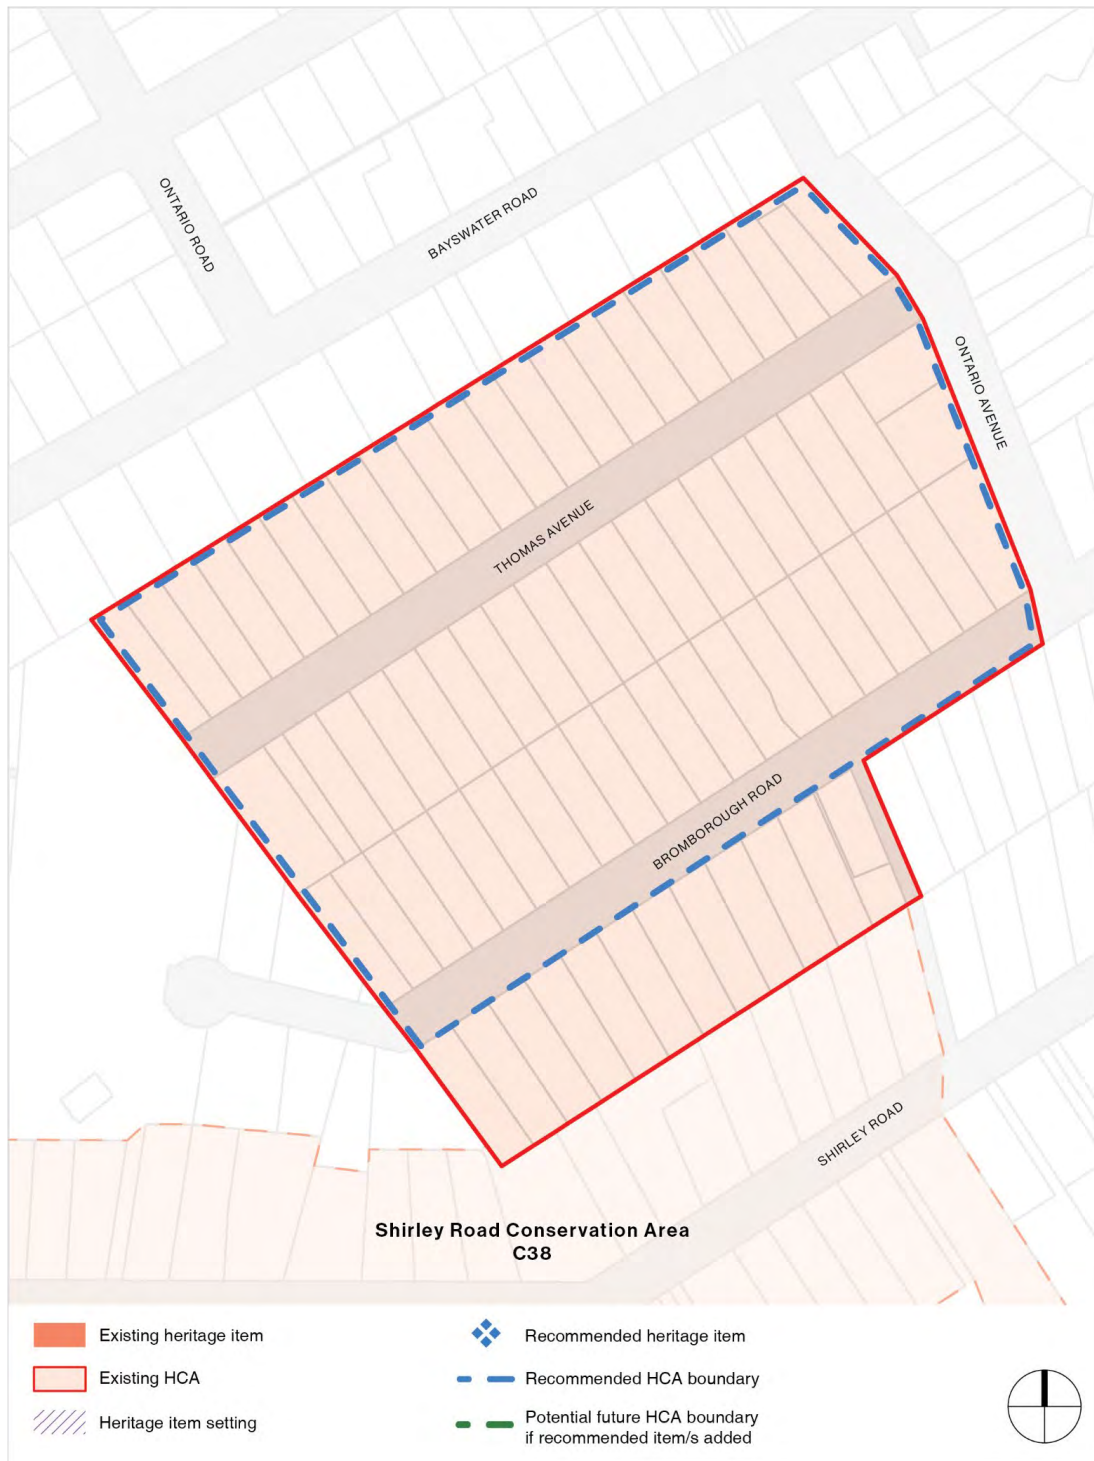 ONTARIO ROAD
BAYSWATER ROAD
ONTARIO AVENUE
THOMAS AVENUE
BROMBOROUGH ROAD
SHIRLEY ROAD
Shirley Road Conservation Area
C38
Existing heritage item
Existing HCA
Heritage item setting
Recommended heritage item
Recommended HCA boundary
Potential future HCA boundary
if recommended item/s added